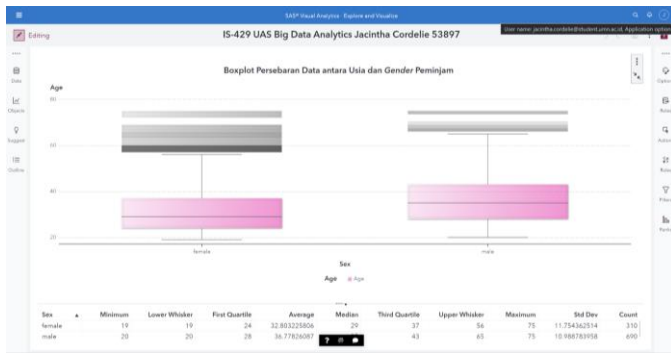 SAS® Visual Analytics - Explore and Visualize
Editing
IS-429 UAS Big Data Analytics Jacintha Cordelie 53897
User name: jacintha.cordelie@student.umn.ac.id, Application option
Boxplot Persebaran Data antara Usia dan Gender Peminjam
Data
Objects
Suggest
Outline
Age
80
60
40
20
female male
Sex
Age Age
Sex Minimum Lower Whisker First Quartile Average Median Third Quartile Upper Whisker Maximum Std Dev Count
female 19 19 24 32.803225806 29 37 56 75 11.754362514 310
male 20 20 28 36.77826087 43 65 75 10.988783958 690